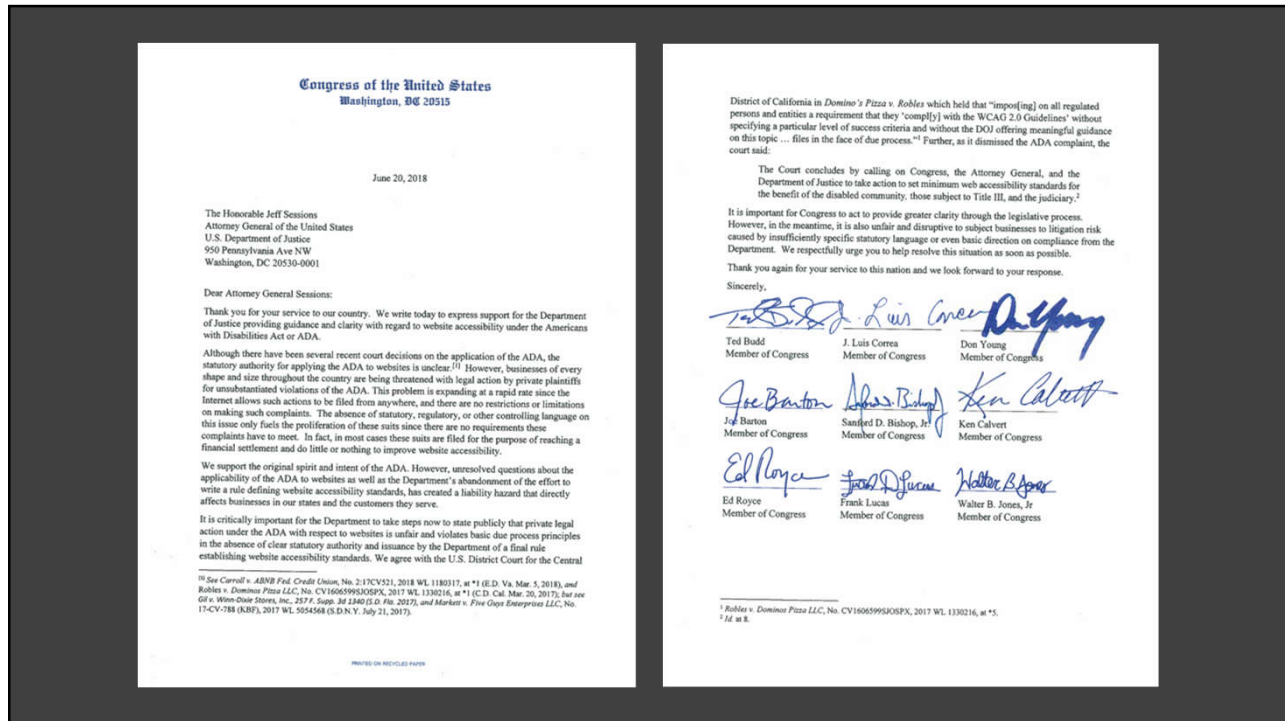 Congress of the United States
Washington, DC 20515
June 20, 2018
The Honorable Jeff Sessions
Attorney General of the United States
U.S. Department of Justice
950 Pennsylvania Ave NW
Washington, DC 20530-0001
Dear Attorney General Sessions:
Thank you for your service to our country. We write today to express support for the Department
of Justice providing guidance and clarity with regard to website accessibility under the Americans
with Disabilities Act or ADA.
Although there have been several recent court decisions on the application of the ADA, the
statutory authority for applying the ADA to websites is unclear.[1] However, businesses of every
shape and size throughout the country are being threatened with legal action by private plaintiffs
for unsubstantiated violations of the ADA. This problem is expanding at a rapid rate since the
Internet allows such actions to be filed from anywhere, and there are no restrictions or limitations
on making such complaints. The absence of statutory, regulatory, or other controlling language on
this issue only fuels the proliferation of these suits since there are no requirements these
complaints have to meet. In fact, in most cases these suits are filed for the purpose of reaching a
financial settlement and do little or nothing to improve website accessibility.
We support the original spirit and intent of the ADA. However, unresolved questions about the
applicability of the ADA to websites as well as the Department's abandonment of the effort to
write a rule defining website accessibility standards, has created a liability hazard that directly
affects businesses in our states and the customers they serve.
It is critically important for the Department to take steps now to state publicly that private legal
action under the ADA with respect to websites is unfair and violates basic due process principles
in the absence of clear statutory authority and issuance by the Department of a final rule
establishing website accessibility standards. We agree with the U.S. District Court for the Central
[1] See Carroll v. ABNB Fed. Credit Union, No. 2:17CV521, 2018 WL 1180317, at *1 (E.D. Va. Mar. 5, 2018), and
Robles v. Dominos Pizza LLC, No. CV1606599SJOSPX, 2017 WL 1330216, at *1 (C.D. Cal. Mar. 20, 2017); but see
Gil v. Winn-Dixie Stores, Inc., 257 F. Supp. 3d 1340 (S.D. Fla. 2017), and Markett v. Five Guys Enterprises LLC, No.
17-CV-788 (KBF), 2017 WL 5054568 (S.D.N.Y. July 21, 2017).
PRINTED ON RECYCLED PAPER
District of California in Domino's Pizza v. Robles which held that "impos[ing] on all regulated
persons and entities a requirement that they 'compl[y] with the WCAG 2.0 Guidelines' without
specifying a particular level of success criteria and without the DOJ offering meaningful guidance
on this topic … flies in the face of due process."1 Further, as it dismissed the ADA complaint, the
court said:
The Court concludes by calling on Congress, the Attorney General, and the
Department of Justice to take action to set minimum web accessibility standards for
the benefit of the disabled community, those subject to Title III, and the judiciary.2
It is important for Congress to act to provide greater clarity through the legislative process.
However, in the meantime, it is also unfair and disruptive to subject businesses to litigation risk
caused by insufficiently specific statutory language or even basic direction on compliance from the
Department. We respectfully urge you to help resolve this situation as soon as possible.
Thank you again for your service to this nation and we look forward to your response.
Sincerely,
J. Luis Correa Don Young
Ted Budd J. Luis Correa Don Young
Member of Congress Member of Congress Member of Congress
Joe Barton Sanford D. Bishop Jr Ken Calvert
Joe Barton Sanford D. Bishop, Jr. Ken Calvert
Member of Congress Member of Congress Member of Congress
Ed Royce Frank D Lucas Walter B Jones
Ed Royce Frank Lucas Walter B. Jones, Jr
Member of Congress Member of Congress Member of Congress
1 Robles v. Dominos Pizza LLC, No. CV1606599SJOSPX, 2017 WL 1330216, at *5.
2 Id. at 8.